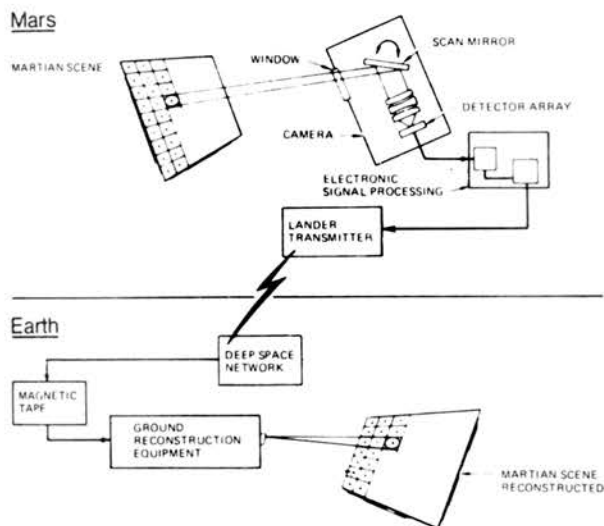 Mars
MARTIAN SCENE
WINDOW
SCAN MIRROR
DETECTOR ARRAY
CAMERA
ELECTRONIC
SIGNAL PROCESSING
LANDER
TRANSMITTER
Earth
DEEP SPACE
NETWORK
MAGNETIC
TAPE
GROUND
RECONSTRUCTION
EQUIPMENT
MARTIAN SCENE
RECONSTRUCTED